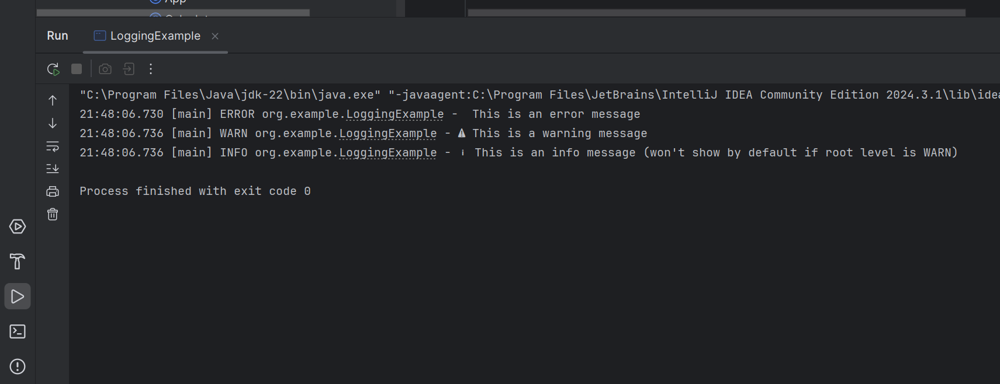 App
Run
LoggingExample
"C:\Program Files\Java\jdk-22\bin\java.exe" "-javaagent:C:\Program Files\JetBrains\IntelliJ IDEA Community Edition 2024.3.1\lib\idea
21:48:06.730 [main] ERROR org.example.LoggingExample -  This is an error message
21:48:06.736 [main] WARN org.example.LoggingExample - ⚠ This is a warning message
21:48:06.736 [main] INFO org.example.LoggingExample - ℹ This is an info message (won't show by default if root level is WARN)
Process finished with exit code 0